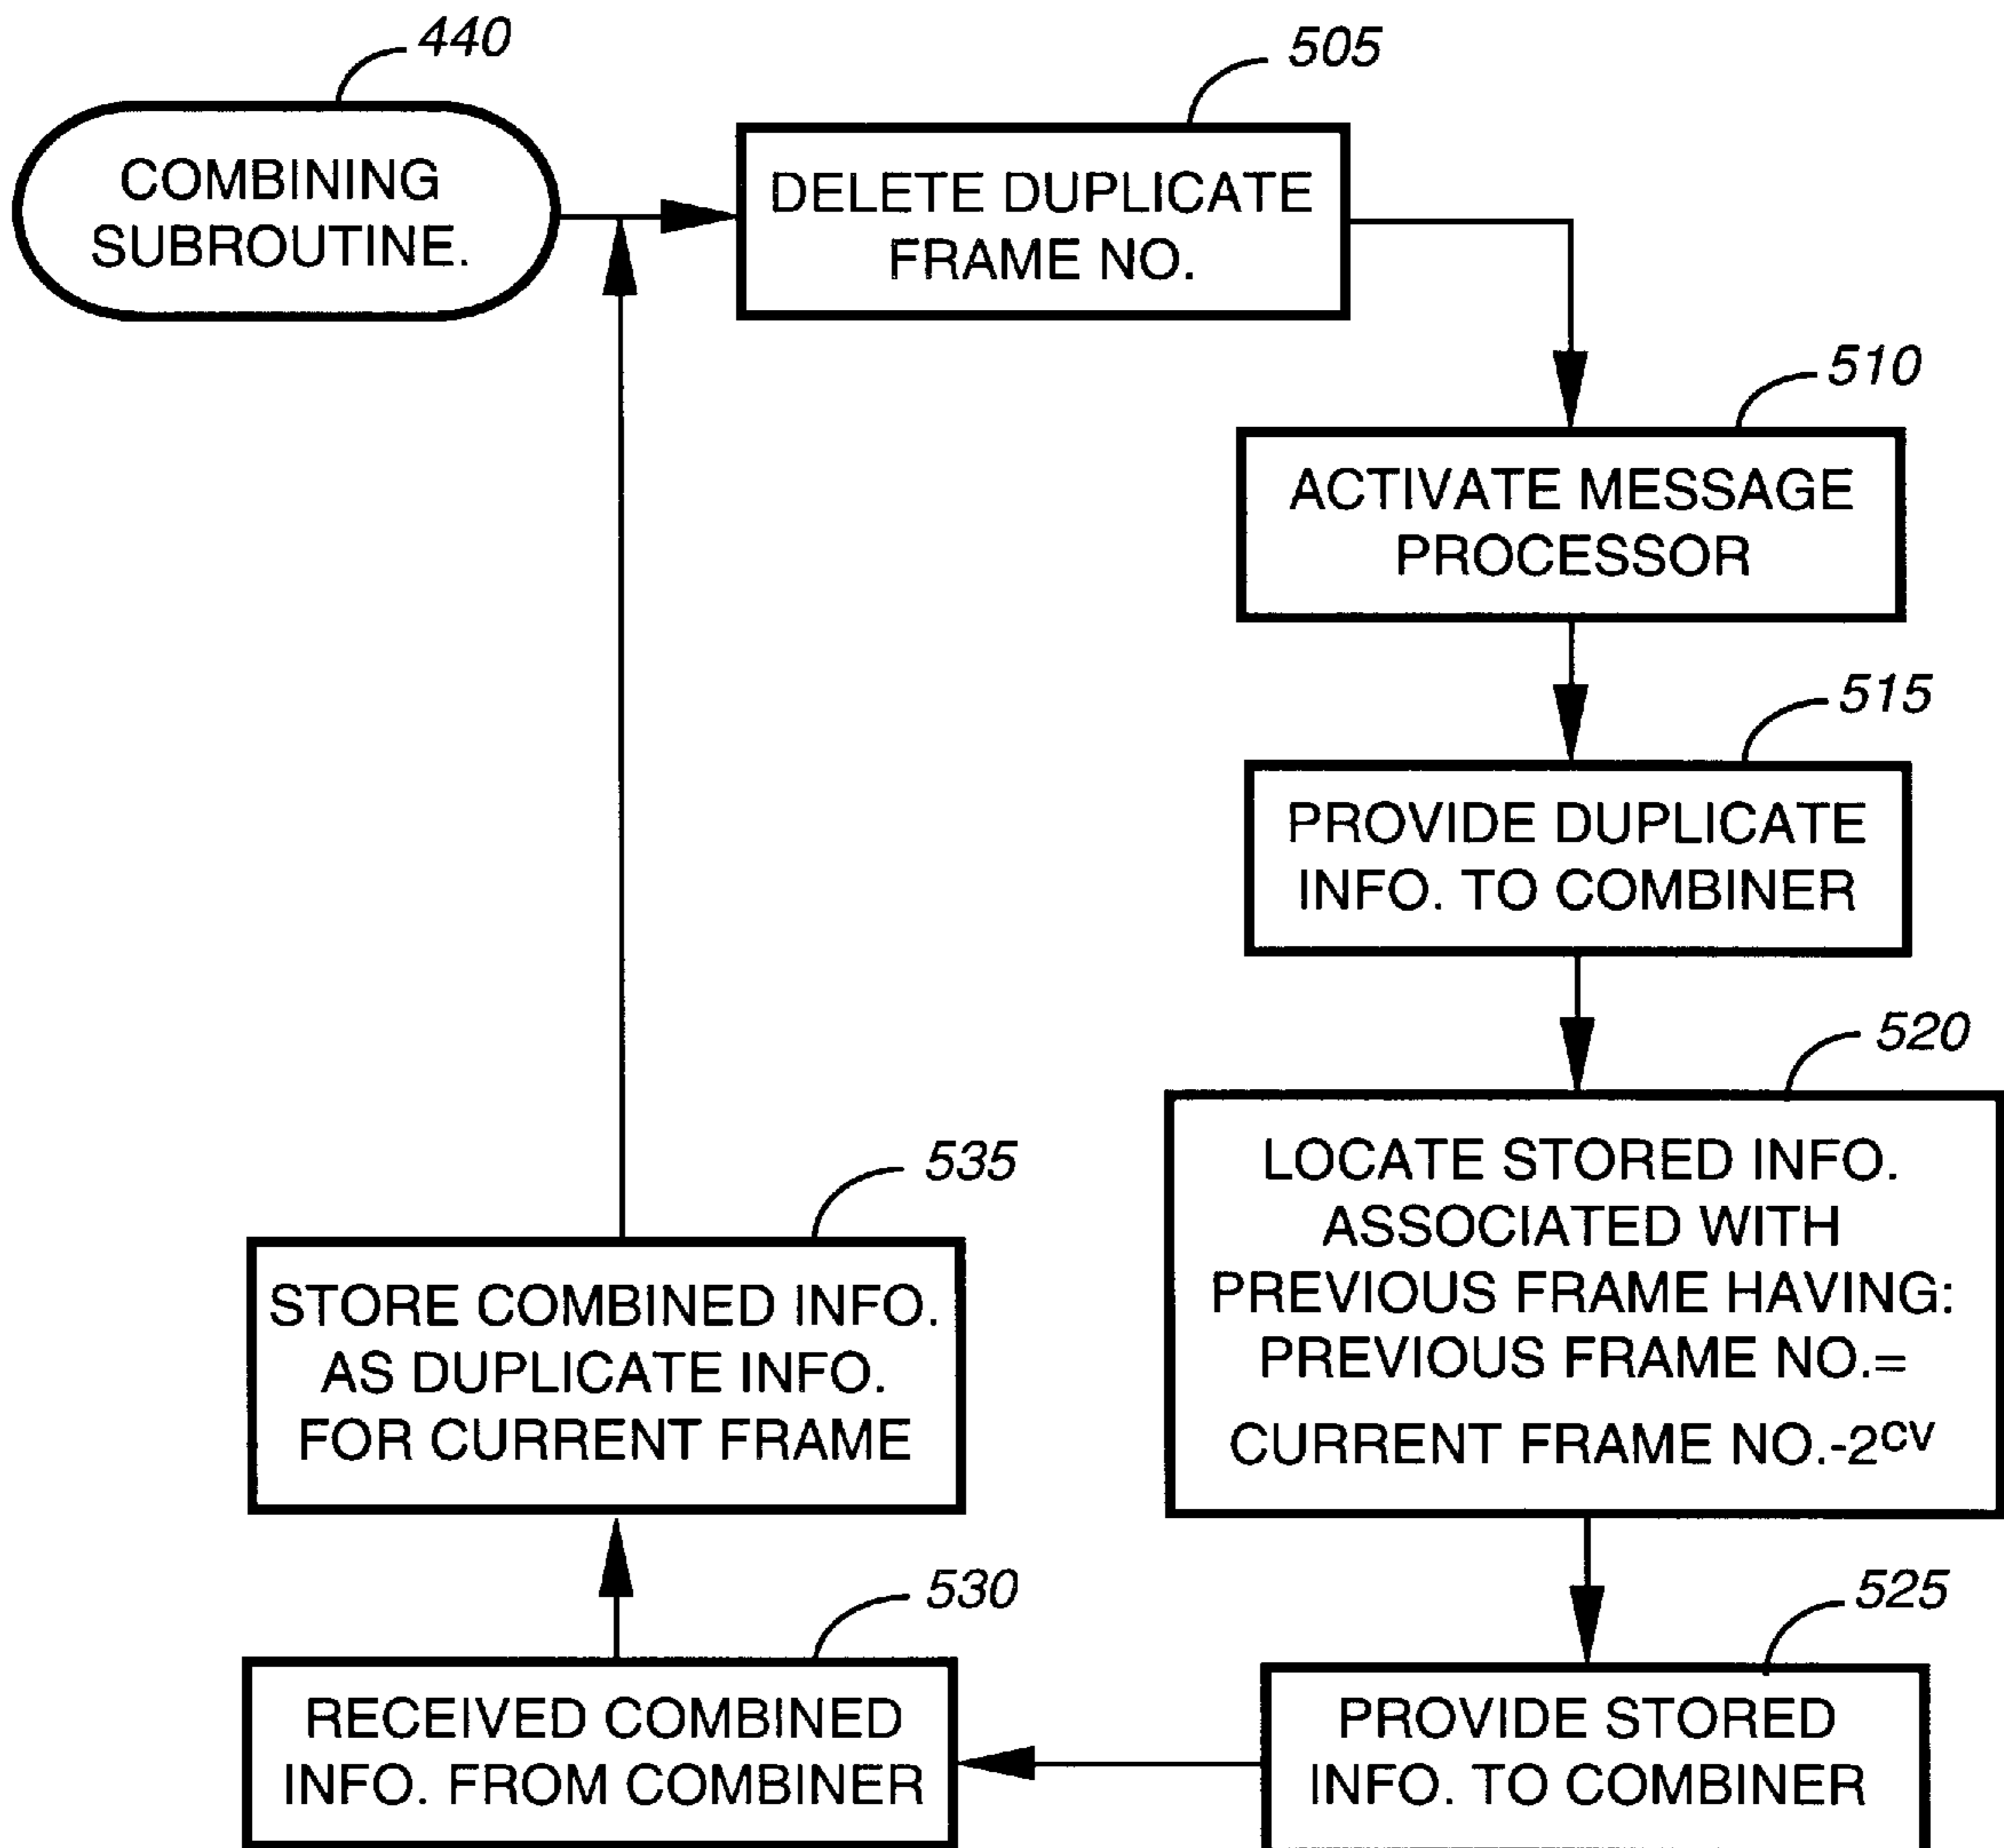 440
COMBINING
SUBROUTINE.
505
DELETE DUPLICATE
FRAME NO.
510
ACTIVATE MESSAGE
PROCESSOR
515
PROVIDE DUPLICATE
INFO. TO COMBINER
520
LOCATE STORED INFO.
ASSOCIATED WITH
PREVIOUS FRAME HAVING:
PREVIOUS FRAME NO.=
CURRENT FRAME NO.-2^CV
525
PROVIDE STORED
INFO. TO COMBINER
530
RECEIVED COMBINED
INFO. FROM COMBINER
535
STORE COMBINED INFO.
AS DUPLICATE INFO.
FOR CURRENT FRAME